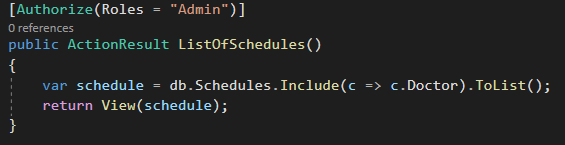 [Authorize(Roles = "Admin")]
0 references
public ActionResult ListOfSchedules()
{
var schedule = db.Schedules.Include(c => c.Doctor).ToList();
return View(schedule);
}